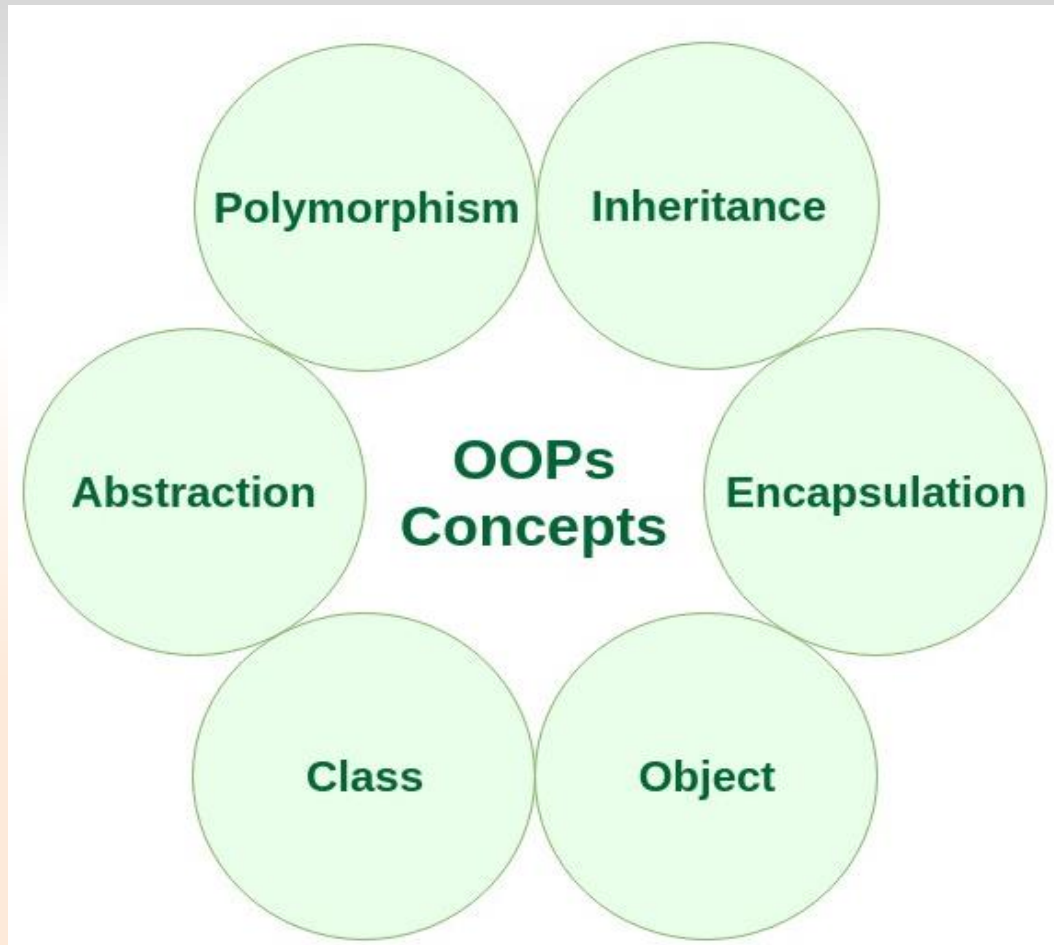 Polymorphism
Inheritance
Abstraction
OOPs
Concepts
Encapsulation
Class
Object